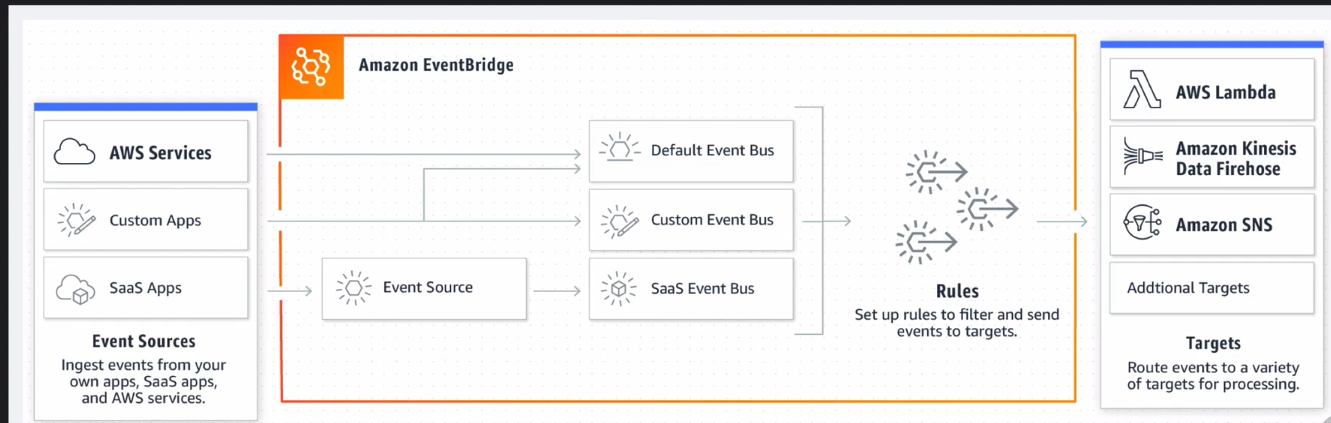 Amazon EventBridge
AWS Services
Custom Apps
SaaS Apps
Event Sources
Ingest events from your
own apps, SaaS apps,
and AWS services.
Event Source
Default Event Bus
Custom Event Bus
SaaS Event Bus
Rules
Set up rules to filter and send
events to targets.
AWS Lambda
Amazon Kinesis
Data Firehose
Amazon SNS
Addtional Targets
Targets
Route events to a variety
of targets for processing.